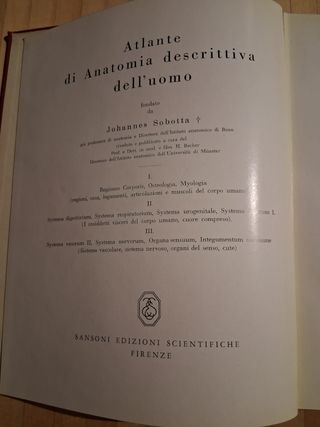 Atlante
di Anatomia descrittiva
dell'uomo
fondato
da
Johannes Sobotta †
già professore di anatomia e Direttore dell'Istituto anatomico di Bonn
riveduto e pubblicato a cura del
Prof. e Dott. in med. e filos. H. Becher
Direttore dell'Istituto anatomico dell'Università di Münster
I.
Regiones Corporis, Osteologia, Myologia
(regioni, ossa, legamenti, articolazioni e muscoli del corpo umano)
II.
Systema digestorium, Systema respiratorium, Systema urogenitale, Systema vasorum I.
(I cosiddetti visceri del corpo umano, cuore compreso)
III.
Systema vasorum II, Systema nervorum, Organa sensuum, Integumentum commune
(Sistema vascolare, sistema nervoso, organi del senso, cute)
SANSONI EDIZIONI SCIENTIFICHE
FIRENZE